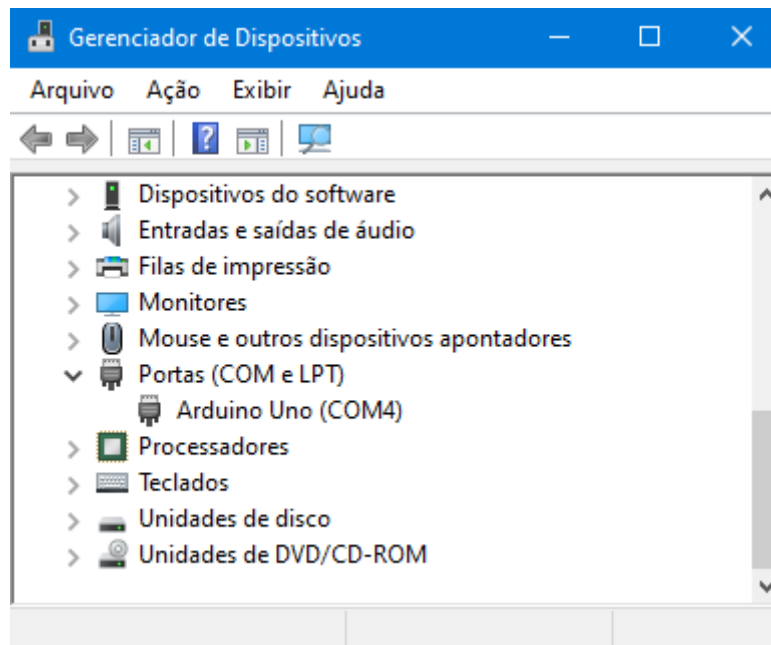 Gerenciador de Dispositivos
Arquivo Ação Exibir Ajuda
?
Dispositivos do software
Entradas e saídas de áudio
Filas de impressão
Monitores
Mouse e outros dispositivos apontadores
Portas (COM e LPT)
Arduino Uno (COM4)
Processadores
Teclados
Unidades de disco
Unidades de DVD/CD-ROM